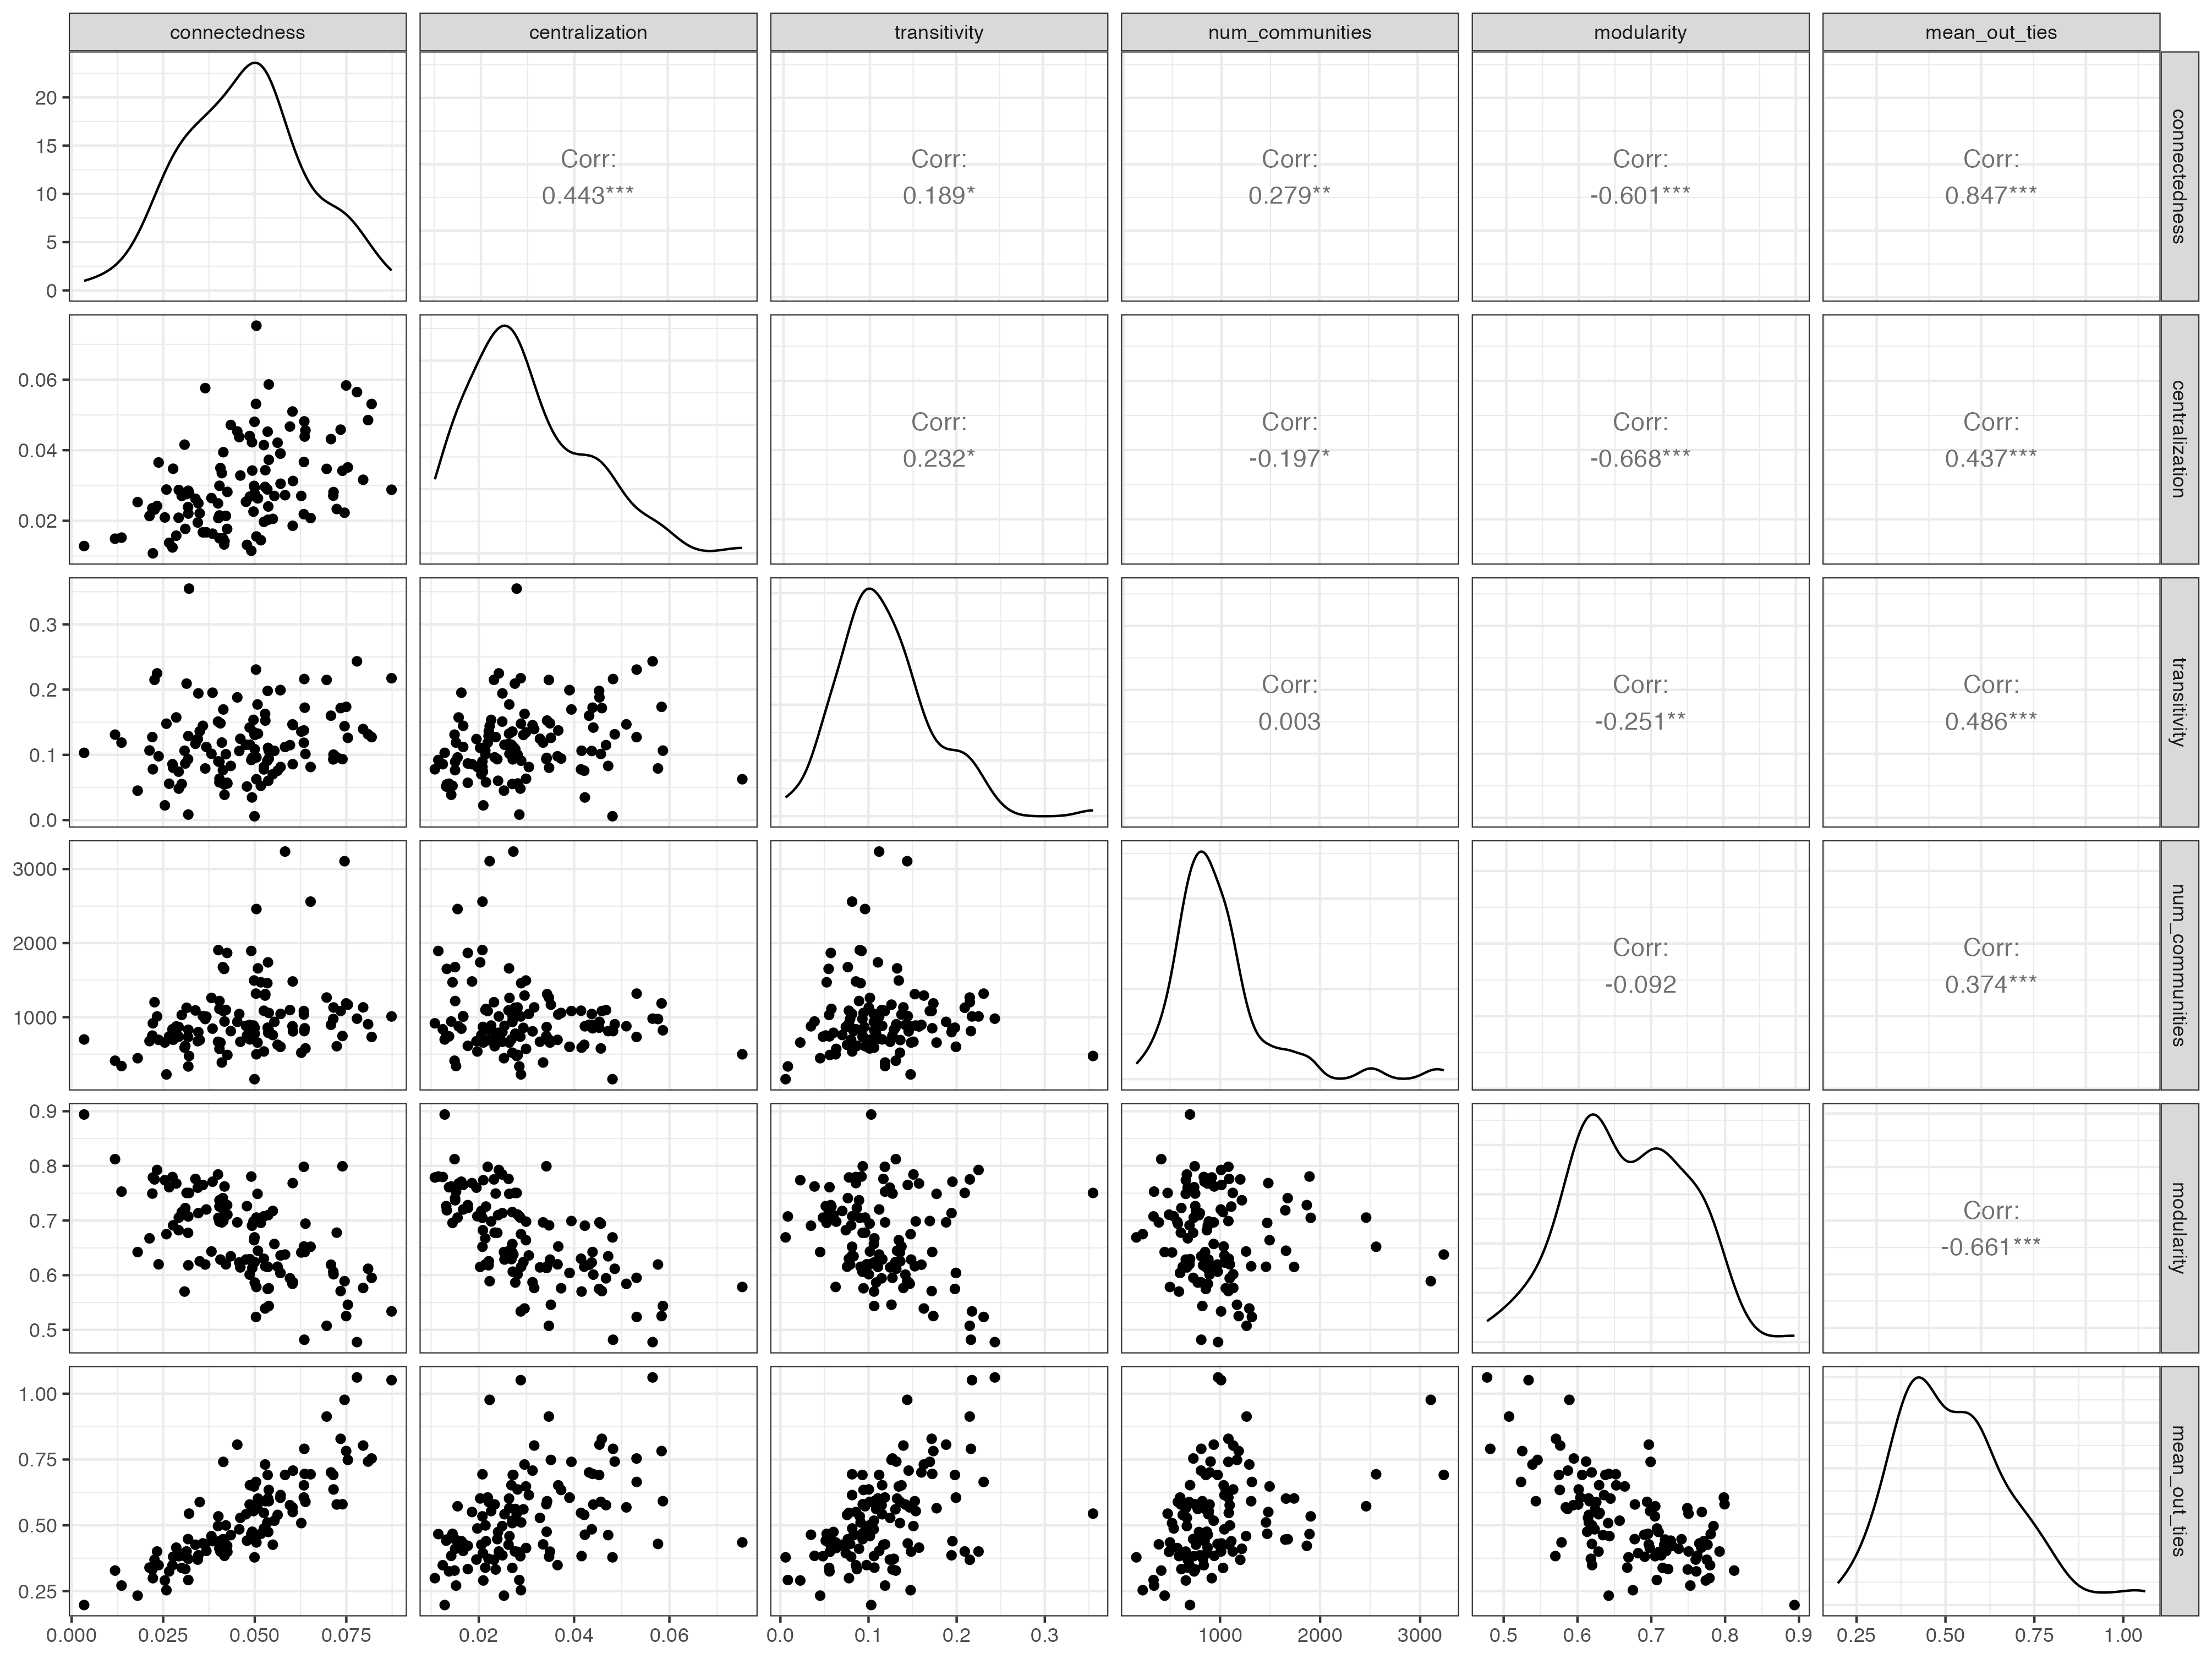 connectedness centralization transitivity num_communities modularity mean_out_ties
20
15
10
5
0
Corr: Corr: Corr: Corr: Corr:
0.443*** 0.189* 0.279** -0.601*** 0.847***
connectedness
0.06
0.04
0.02
Corr: Corr: Corr: Corr:
0.232* -0.197* -0.668*** 0.437***
centralization
0.3
0.2
0.1
0.0
Corr: Corr: Corr:
0.003 -0.251** 0.486***
transitivity
3000
2000
1000
Corr: Corr:
-0.092 0.374***
num_communities
0.9
0.8
0.7
0.6
0.5
Corr:
-0.661***
modularity
1.00
0.75
0.50
0.25
mean_out_ties
0.000 0.025 0.050 0.075 0.02 0.04 0.06 0.0 0.1 0.2 0.3 1000 2000 3000 0.5 0.6 0.7 0.8 0.9 0.25 0.50 0.75 1.00